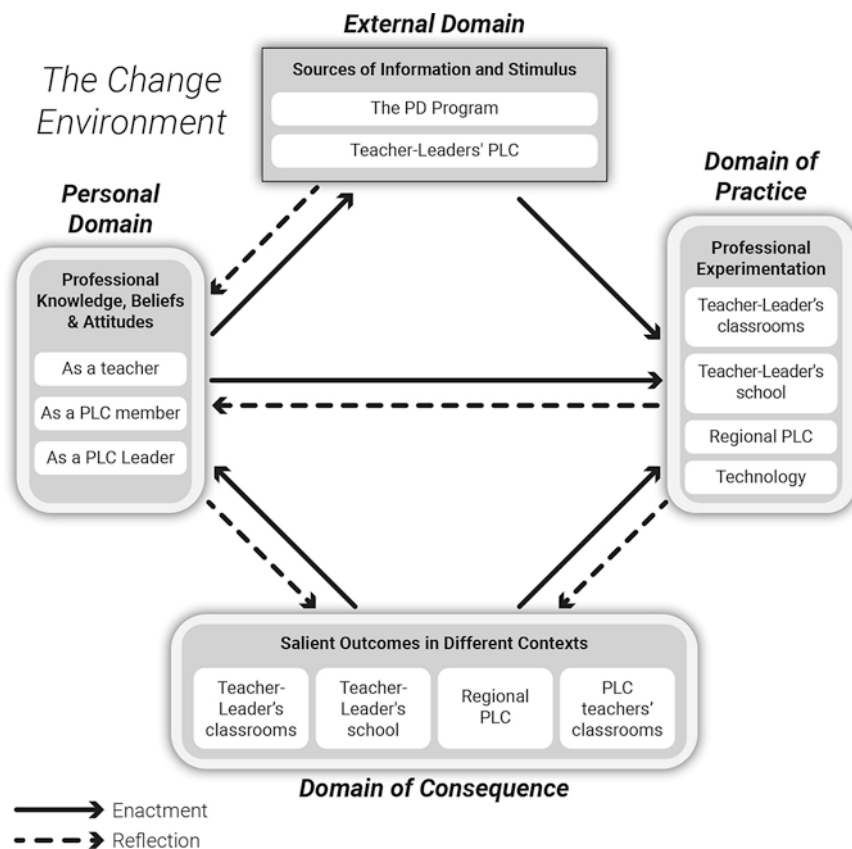 External Domain
The Change
Environment
Sources of Information and Stimulus
The PD Program
Teacher-Leaders' PLC
Personal
Domain
Professional
Knowledge, Beliefs
& Attitudes
As a teacher
As a PLC member
As a PLC Leader
Domain of
Practice
Professional
Experimentation
Teacher-Leader’s
classrooms
Teacher-Leader's
school
Regional PLC
Technology
Salient Outcomes in Different Contexts
Teacher-
Leader’s
classrooms
Teacher-
Leader's
school
Regional
PLC
PLC
teachers’
classrooms
Domain of Consequence
Enactment
Reflection